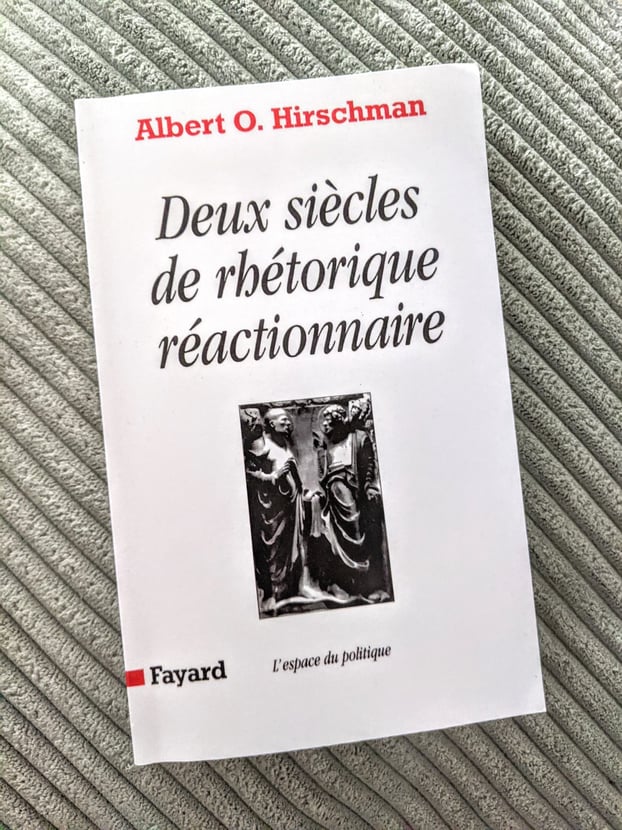 Albert O. Hirschman
Deux siècles
de rhétorique
réactionnaire
Fayard
L'espace du politique